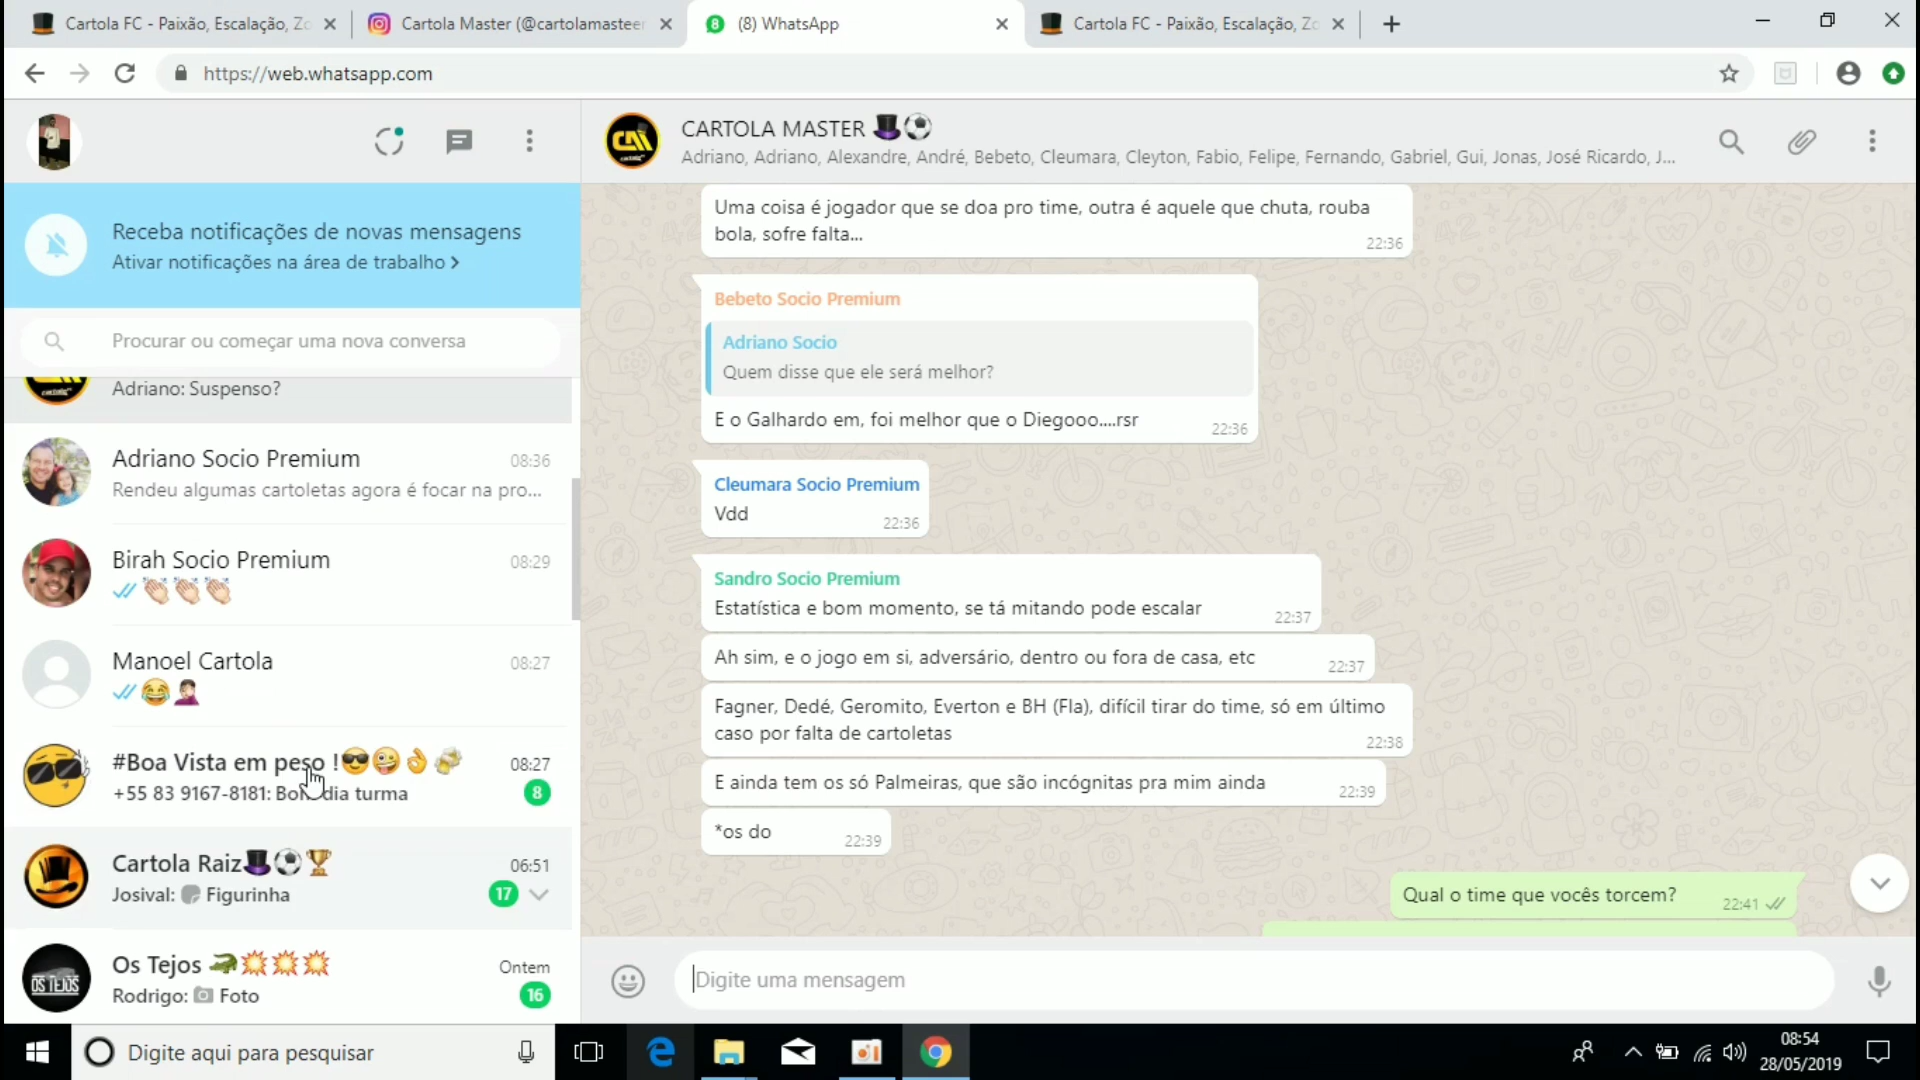 Cartola FC - Paixão, Escalação, Zo
Cartola Master (@cartolamasteer
(8) WhatsApp
Cartola FC - Paixão, Escalação, Zo
https://web.whatsapp.com
CARTOLA MASTER
Adriano, Adriano, Alexandre, André, Bebeto, Cleumara, Cleyton, Fabio, Felipe, Fernando, Gabriel, Gui, Jonas, José Ricardo, J...
Receba notificações de novas mensagens
Ativar notificações na área de trabalho >
Procurar ou começar uma nova conversa
Adriano: Suspenso?
Adriano Socio Premium
08:36
Rendeu algumas cartoletas agora é focar na pro...
Birah Socio Premium
08:29
Manoel Cartola
08:27
#Boa Vista em peso !
08:27
+55 83 9167-8181: Bom dia turma
8
Cartola Raiz
06:51
Josival: Figurinha
17
OS TEJOS
Os Tejos
Ontem
Rodrigo: Foto
16
Uma coisa é jogador que se doa pro time, outra é aquele que chuta, rouba
bola, sofre falta...
22:36
Bebeto Socio Premium
Adriano Socio
Quem disse que ele será melhor?
E o Galhardo em, foi melhor que o Diegooo....rsr
22:36
Cleumara Socio Premium
Vdd
22:36
Sandro Socio Premium
Estatística e bom momento, se tá mitando pode escalar
22:37
Ah sim, e o jogo em si, adversário, dentro ou fora de casa, etc
22:37
Fagner, Dedé, Geromito, Everton e BH (Fla), difícil tirar do time, só em último
caso por falta de cartoletas
22:38
E ainda tem os só Palmeiras, que são incógnitas pra mim ainda
22:39
*os do
22:39
Qual o time que vocês torcem?
22:41
Digite uma mensagem
Digite aqui para pesquisar
08:54
28/05/2019